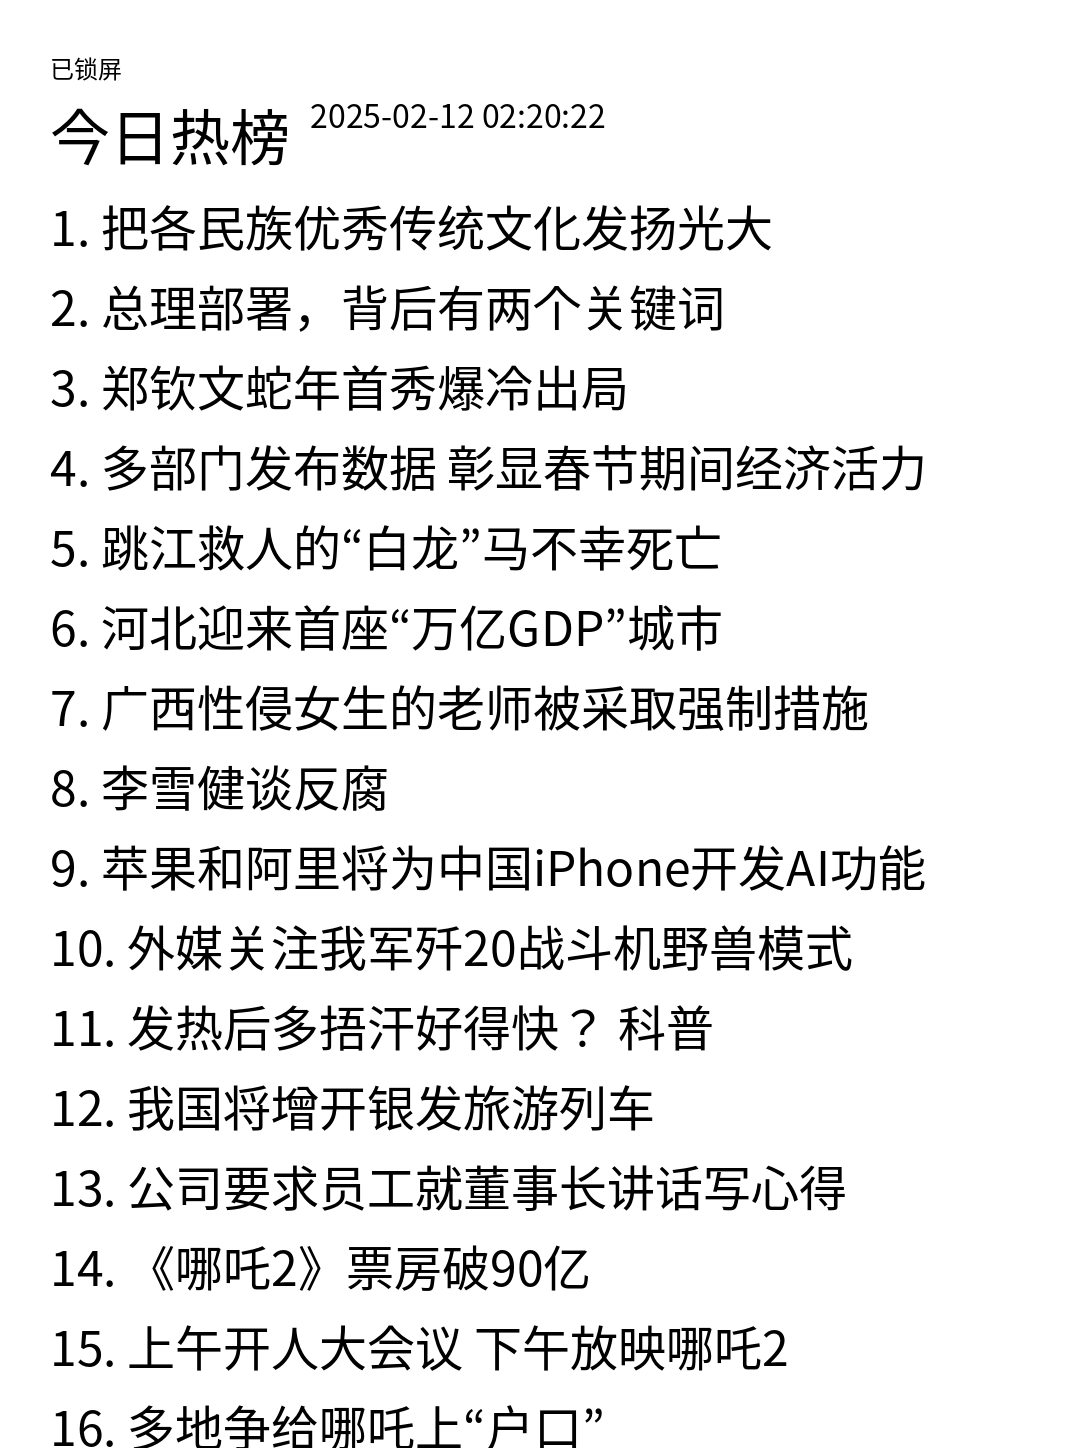 已锁屏
今日热榜 2025-02-12 02:20:22
1. 把各民族优秀传统文化发扬光大
2. 总理部署，背后有两个关键词
3. 郑钦文蛇年首秀爆冷出局
4. 多部门发布数据 彰显春节期间经济活力
5. 跳江救人的“白龙”马不幸死亡
6. 河北迎来首座“万亿GDP”城市
7. 广西性侵女生的老师被采取强制措施
8. 李雪健谈反腐
9. 苹果和阿里将为中国iPhone开发AI功能
10. 外媒关注我军歼20战斗机野兽模式
11. 发热后多捂汗好得快？ 科普
12. 我国将增开银发旅游列车
13. 公司要求员工就董事长讲话写心得
14. 《哪吒2》票房破90亿
15. 上午开人大会议 下午放映哪吒2
16. 多地争给哪吒上“户口”